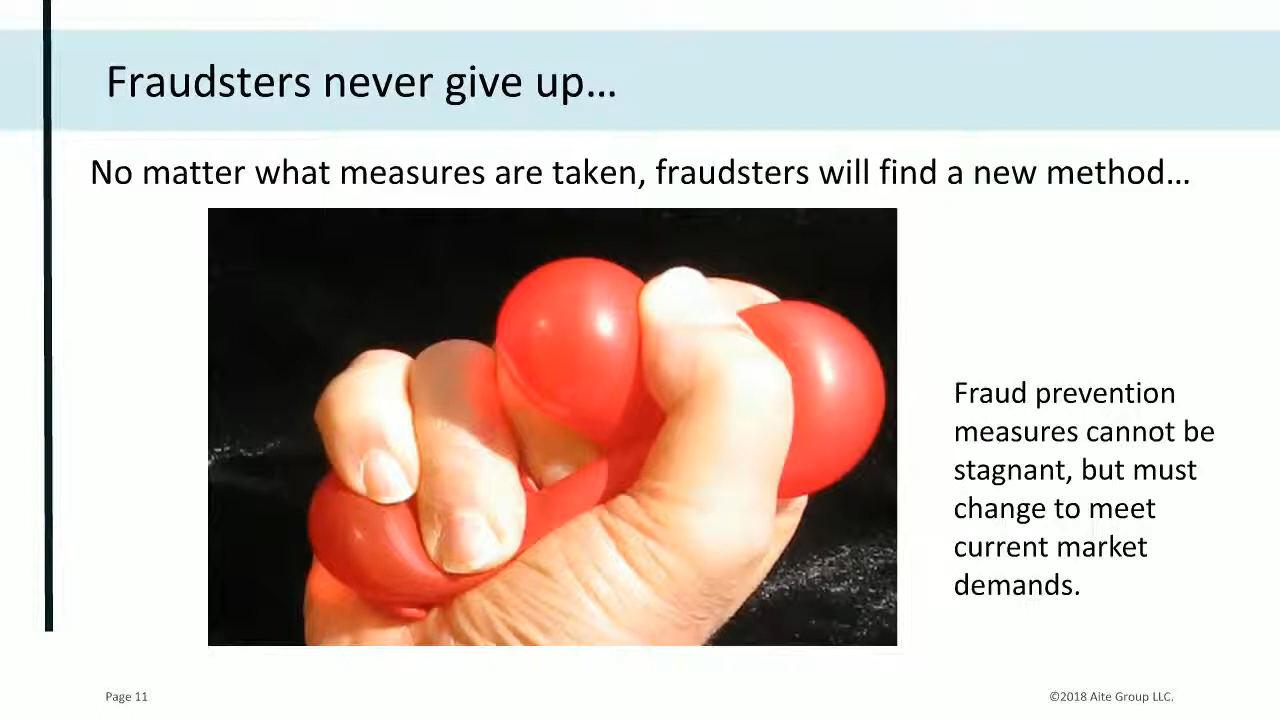 Fraudsters never give up…
No matter what measures are taken, fraudsters will find a new method…
Fraud prevention
measures cannot be
stagnant, but must
change to meet
current market
demands.
Page 11
©2018 Aite Group LLC.